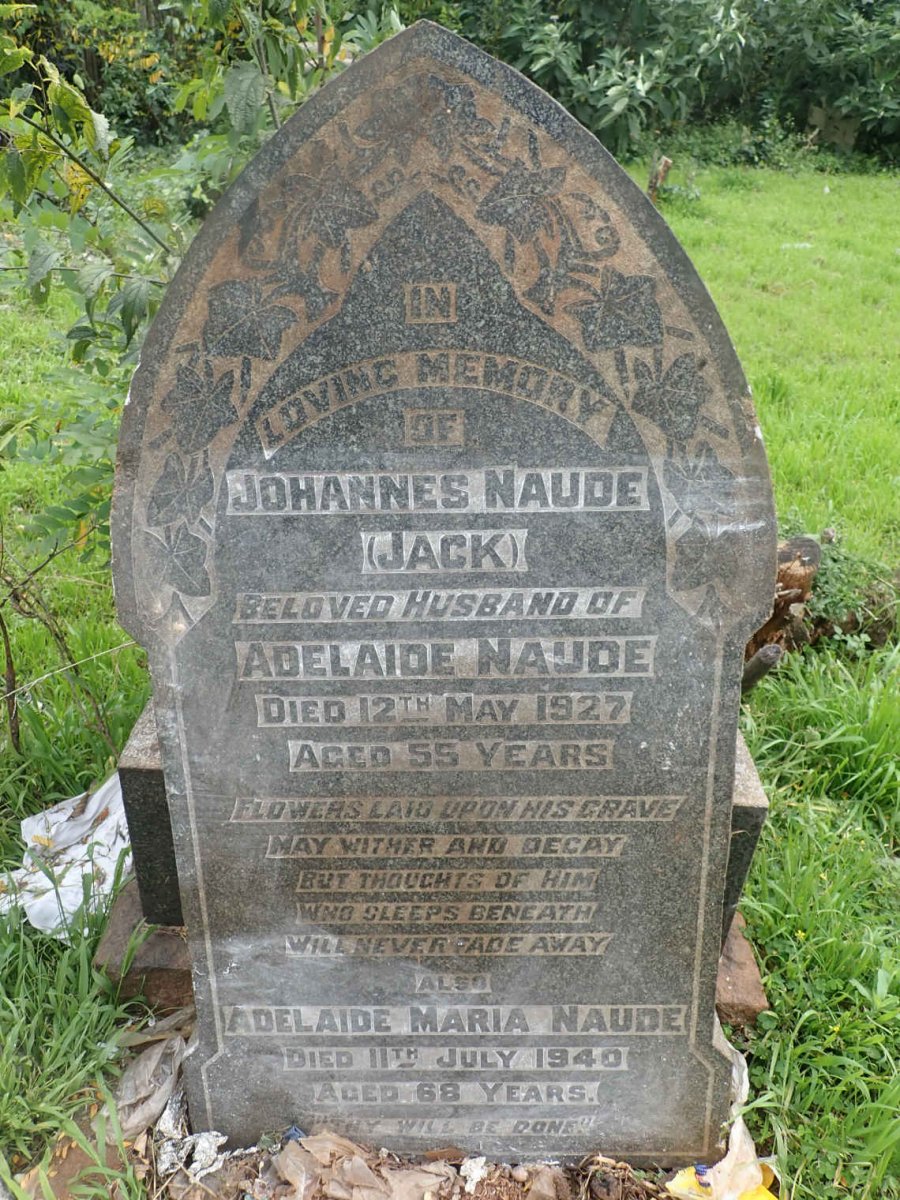 IN
LOVING MEMORY
OF
JOHANNES NAUDE
(JACK)
BELOVED HUSBAND OF
ADELAIDE NAUDE
DIED 12TH MAY 1927
AGED 55 YEARS
FLOWERS LAID UPON HIS GRAVE
MAY WITHER AND DECAY
BUT THOUGHTS OF HIM
WHO SLEEPS BENEATH
WILL NEVER FADE AWAY
ALSO
ADELAIDE MARIA NAUDE
DIED 11TH JULY 1940
AGED 68 YEARS.
"THY WILL BE DONE"